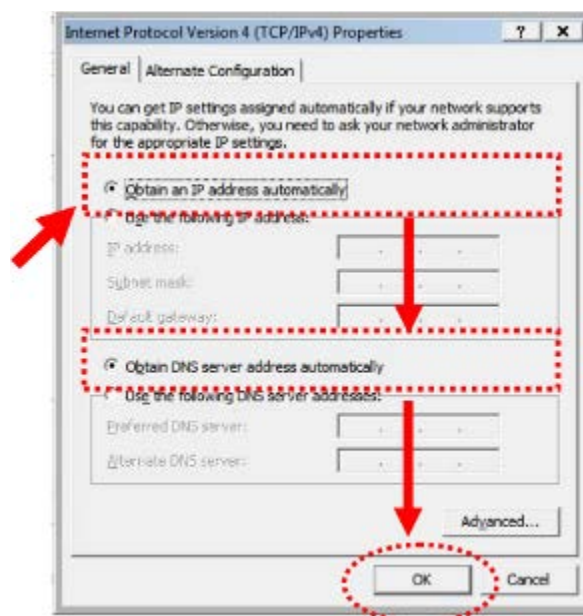 Internet Protocol Version 4 (TCP/IPv4) Properties
General
Alternate Configuration
You can get IP settings assigned automatically if your network supports
this capability. Otherwise, you need to ask your network administrator
for the appropriate IP settings.
Obtain an IP address automatically
Use the following IP address:
IP address:
Subnet mask:
Default gateway:
Obtain DNS server address automatically
Use the following DNS server addresses:
Preferred DNS server:
Alternate DNS server:
Advanced...
OK
Cancel